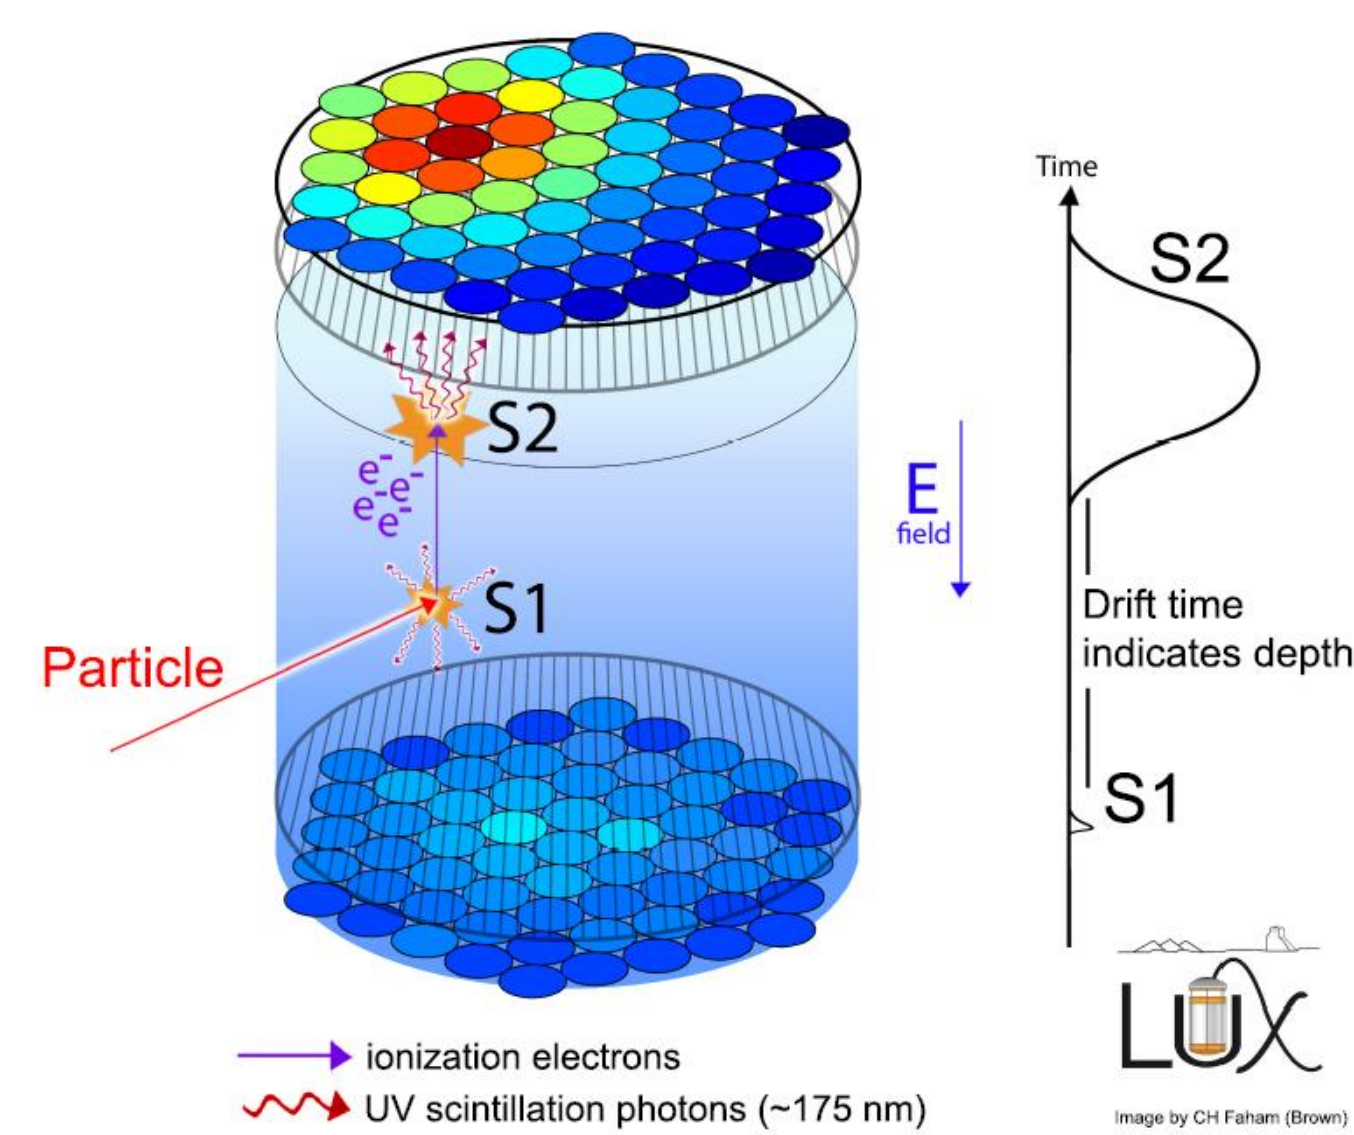 Time
S2
S2
e-
e-
e-
e-
E
field
S1
Drift time
indicates depth
Particle
S1
LUX
ionization electrons
UV scintillation photons (~175 nm)
Image by CH Faham (Brown)